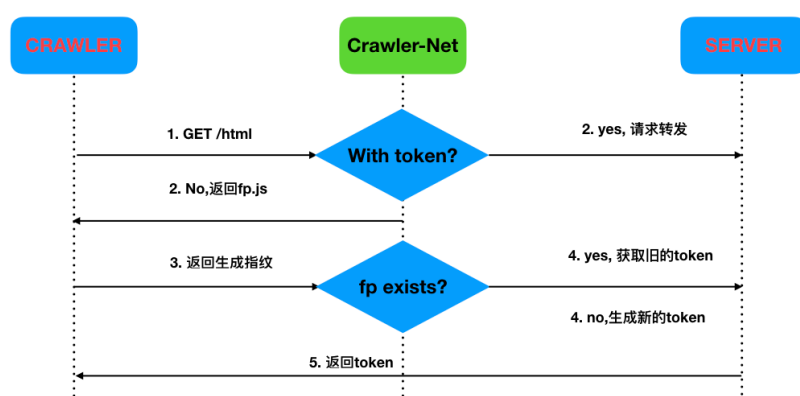 CRAWLER
Crawler-Net
SERVER
1. GET /html
With token?
2. yes, 请求转发
2. No,返回fp.js
3. 返回生成指纹
fp exists?
4. yes, 获取旧的token
4. no,生成新的token
5. 返回token